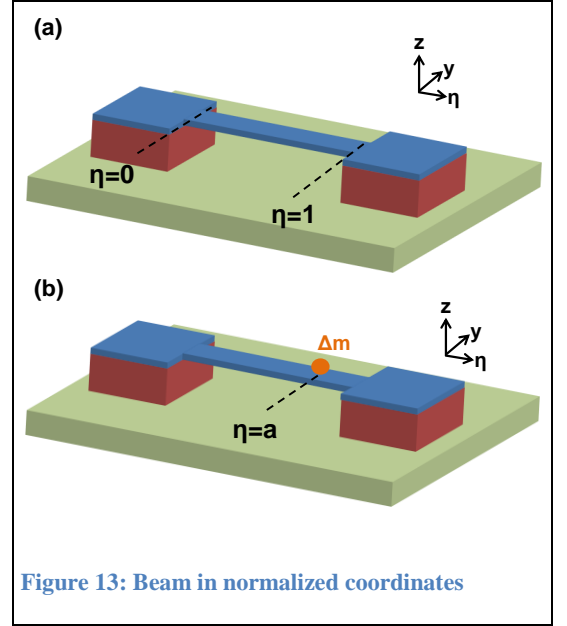 (a)
z
y
η
η=0
η=1
(b)
z
y
η
Δm
η=a
Figure 13: Beam in normalized coordinates